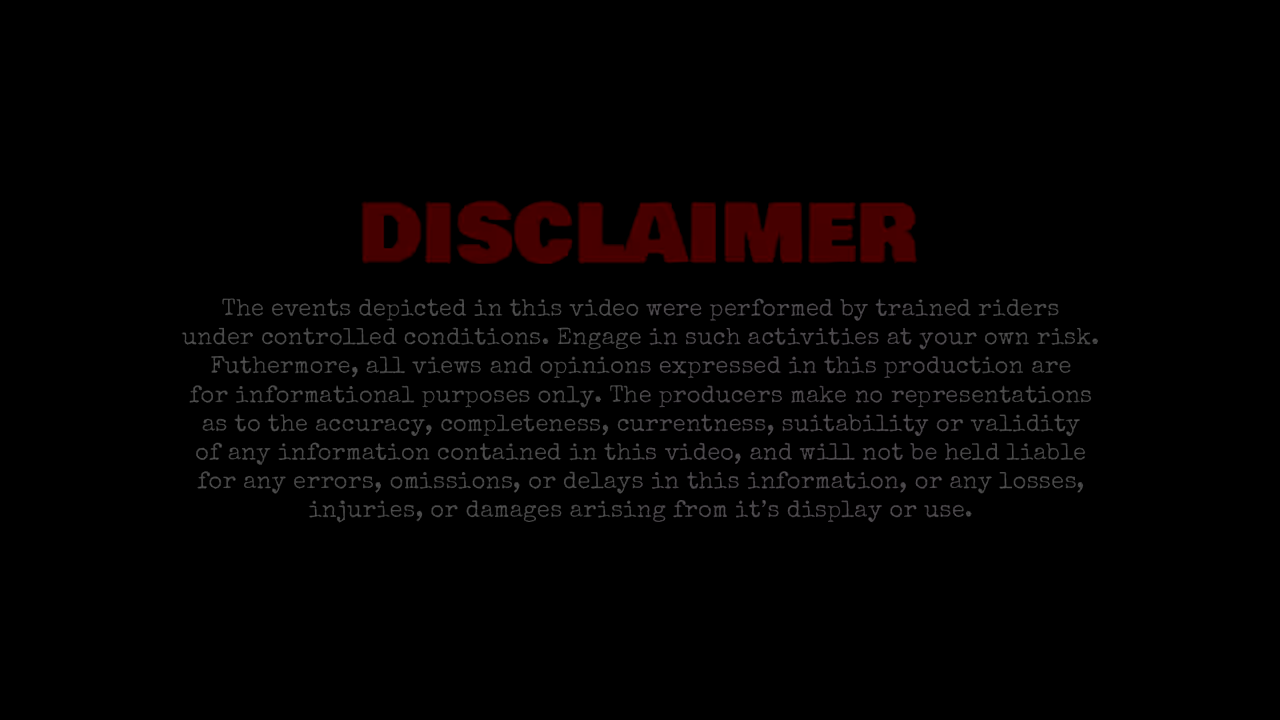 DISCLAIMER
The events depicted in this video were performed by trained riders
under controlled conditions. Engage in such activities at your own risk.
Futhermore, all views and opinions expressed in this production are
for informational purposes only. The producers make no representations
as to the accuracy, completeness, currentness, suitability or validity
of any information contained in this video, and will not be held liable
for any errors, omissions, or delays in this information, or any losses,
injuries, or damages arising from it’s display or use.